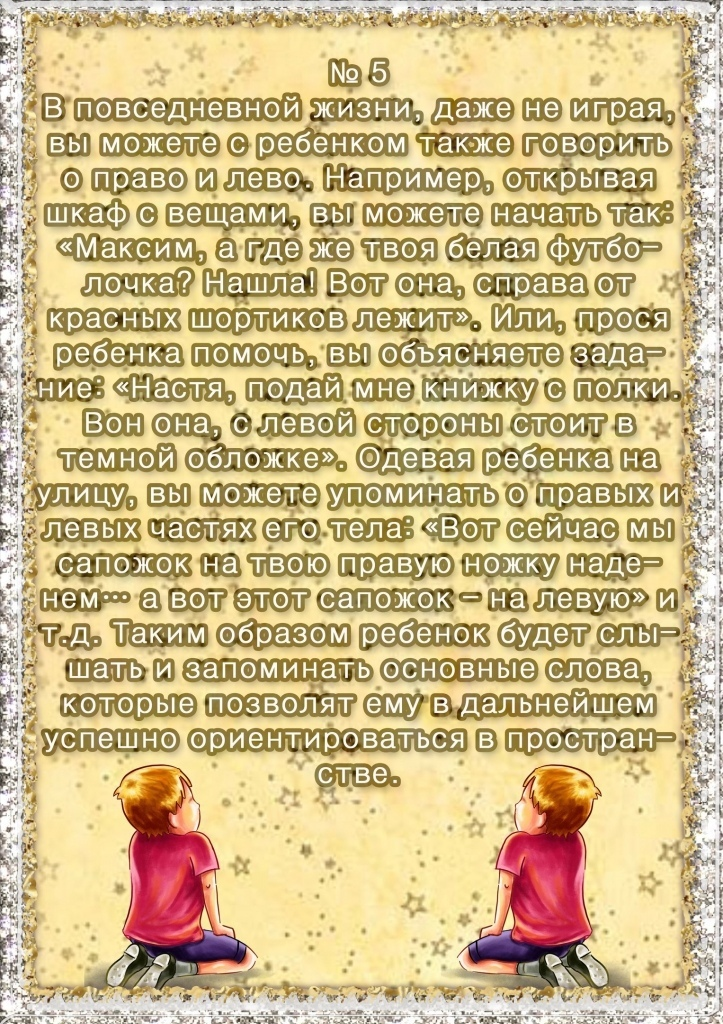 № 5
В повседневной жизни, даже не играя,
вы можете с ребенком также говорить
о право и лево. Например, открывая
шкаф с вещами, вы можете начать так:
«Максим, а где же твоя белая футбо-
лочка? Нашла! Вот она, справа от
красных шортиков лежит». Или, прося
ребенка помочь, вы объясняете зада-
ние: «Настя, подай мне книжку с полки.
Вон она, с левой стороны стоит в
темной обложке». Одевая ребенка на
улицу, вы можете упоминать о правых и
левых частях его тела: «Вот сейчас мы
сапожок на твою правую ножку наде-
нем… а вот этот сапожок – на левую» и
т.д. Таким образом ребенок будет слы-
шать и запоминать основные слова,
которые позволят ему в дальнейшем
успешно ориентироваться в простран-
стве.